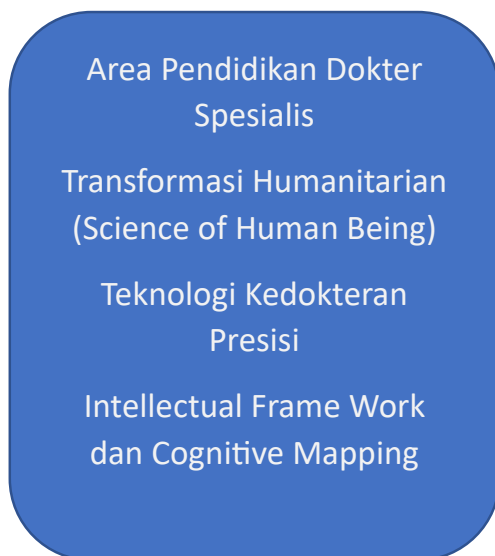 Area Pendidikan Dokter
Spesialis
Transformasi Humanitarian
(Science of Human Being)
Teknologi Kedokteran
Presisi
Intellectual Frame Work
dan Cognitive Mapping